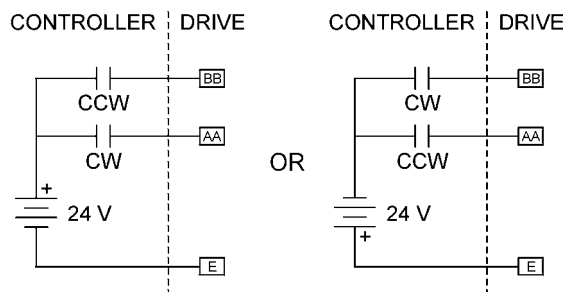 CONTROLLER DRIVE
BB
CCW
AA
CW
+
24 V
E
OR
CONTROLLER DRIVE
BB
CW
AA
CCW
24 V
+
E